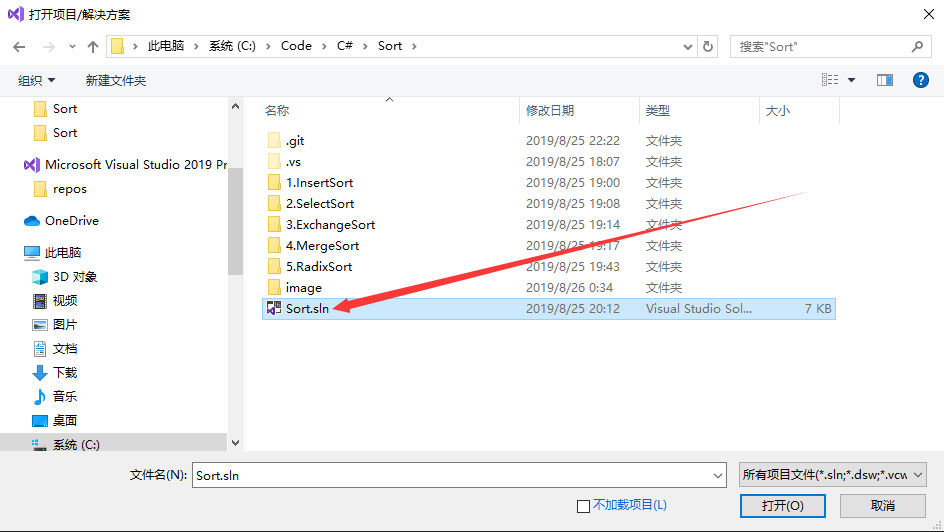 打开项目/解决方案
此电脑 系统 (C:) Code C# Sort 搜索"Sort"
组织 新建文件夹
Sort
Sort
Microsoft Visual Studio 2019 Pr
repos
OneDrive
此电脑
3D 对象
视频
图片
文档
下载
音乐
桌面
系统 (C:)
名称 修改日期 类型 大小
.git 2019/8/25 22:22 文件夹
.vs 2019/8/25 18:07 文件夹
1.InsertSort 2019/8/25 19:00 文件夹
2.SelectSort 2019/8/25 19:08 文件夹
3.ExchangeSort 2019/8/25 19:14 文件夹
4.MergeSort 2019/8/25 19:17 文件夹
5.RadixSort 2019/8/25 19:43 文件夹
image 2019/8/26 0:34 文件夹
Sort.sln 2019/8/25 20:12 Visual Studio Sol... 7 KB
文件名(N): Sort.sln 所有项目文件(*.sln;*.dsw;*.vcw
不加载项目(L)
打开(O) 取消